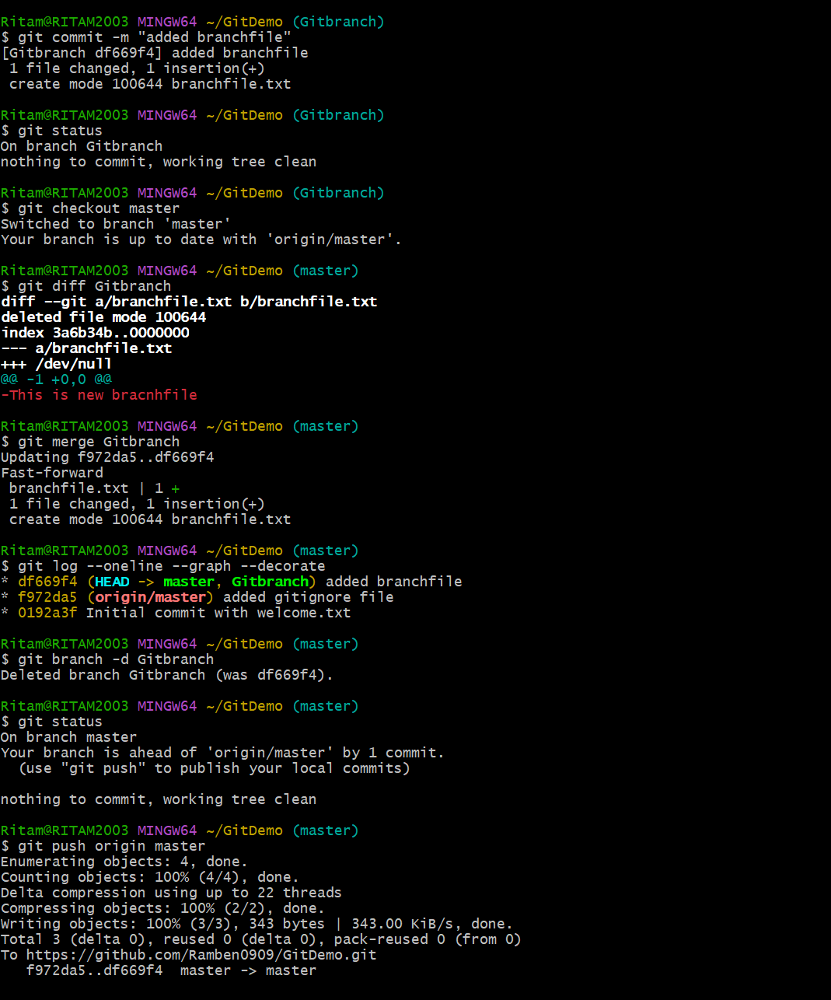 Ritam@RITAM2003 MINGW64 ~/GitDemo (Gitbranch)
$ git commit -m "added branchfile"
[Gitbranch df669f4] added branchfile
 1 file changed, 1 insertion(+)
 create mode 100644 branchfile.txt

Ritam@RITAM2003 MINGW64 ~/GitDemo (Gitbranch)
$ git status
On branch Gitbranch
nothing to commit, working tree clean

Ritam@RITAM2003 MINGW64 ~/GitDemo (Gitbranch)
$ git checkout master
Switched to branch 'master'
Your branch is up to date with 'origin/master'.

Ritam@RITAM2003 MINGW64 ~/GitDemo (master)
$ git diff Gitbranch
diff --git a/branchfile.txt b/branchfile.txt
deleted file mode 100644
index 3a6b34b..0000000
--- a/branchfile.txt
+++ /dev/null
@@ -1 +0,0 @@
-This is new bracnhfile

Ritam@RITAM2003 MINGW64 ~/GitDemo (master)
$ git merge Gitbranch
Updating f972da5..df669f4
Fast-forward
 branchfile.txt | 1 +
 1 file changed, 1 insertion(+)
 create mode 100644 branchfile.txt

Ritam@RITAM2003 MINGW64 ~/GitDemo (master)
$ git log --oneline --graph --decorate
* df669f4 (HEAD -> master, Gitbranch) added branchfile
* f972da5 (origin/master) added gitignore file
* 0192a3f Initial commit with welcome.txt

Ritam@RITAM2003 MINGW64 ~/GitDemo (master)
$ git branch -d Gitbranch
Deleted branch Gitbranch (was df669f4).

Ritam@RITAM2003 MINGW64 ~/GitDemo (master)
$ git status
On branch master
Your branch is ahead of 'origin/master' by 1 commit.
  (use "git push" to publish your local commits)

nothing to commit, working tree clean

Ritam@RITAM2003 MINGW64 ~/GitDemo (master)
$ git push origin master
Enumerating objects: 4, done.
Counting objects: 100% (4/4), done.
Delta compression using up to 22 threads
Compressing objects: 100% (2/2), done.
Writing objects: 100% (3/3), 343 bytes | 343.00 KiB/s, done.
Total 3 (delta 0), reused 0 (delta 0), pack-reused 0 (from 0)
To https://github.com/Ramben0909/GitDemo.git
   f972da5..df669f4  master -> master